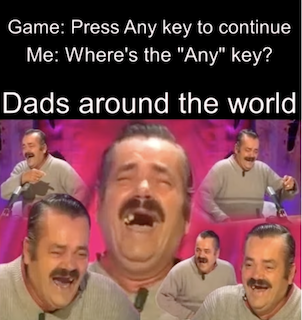 Game: Press Any key to continue
Me: Where's the "Any" key?
Dads around the world